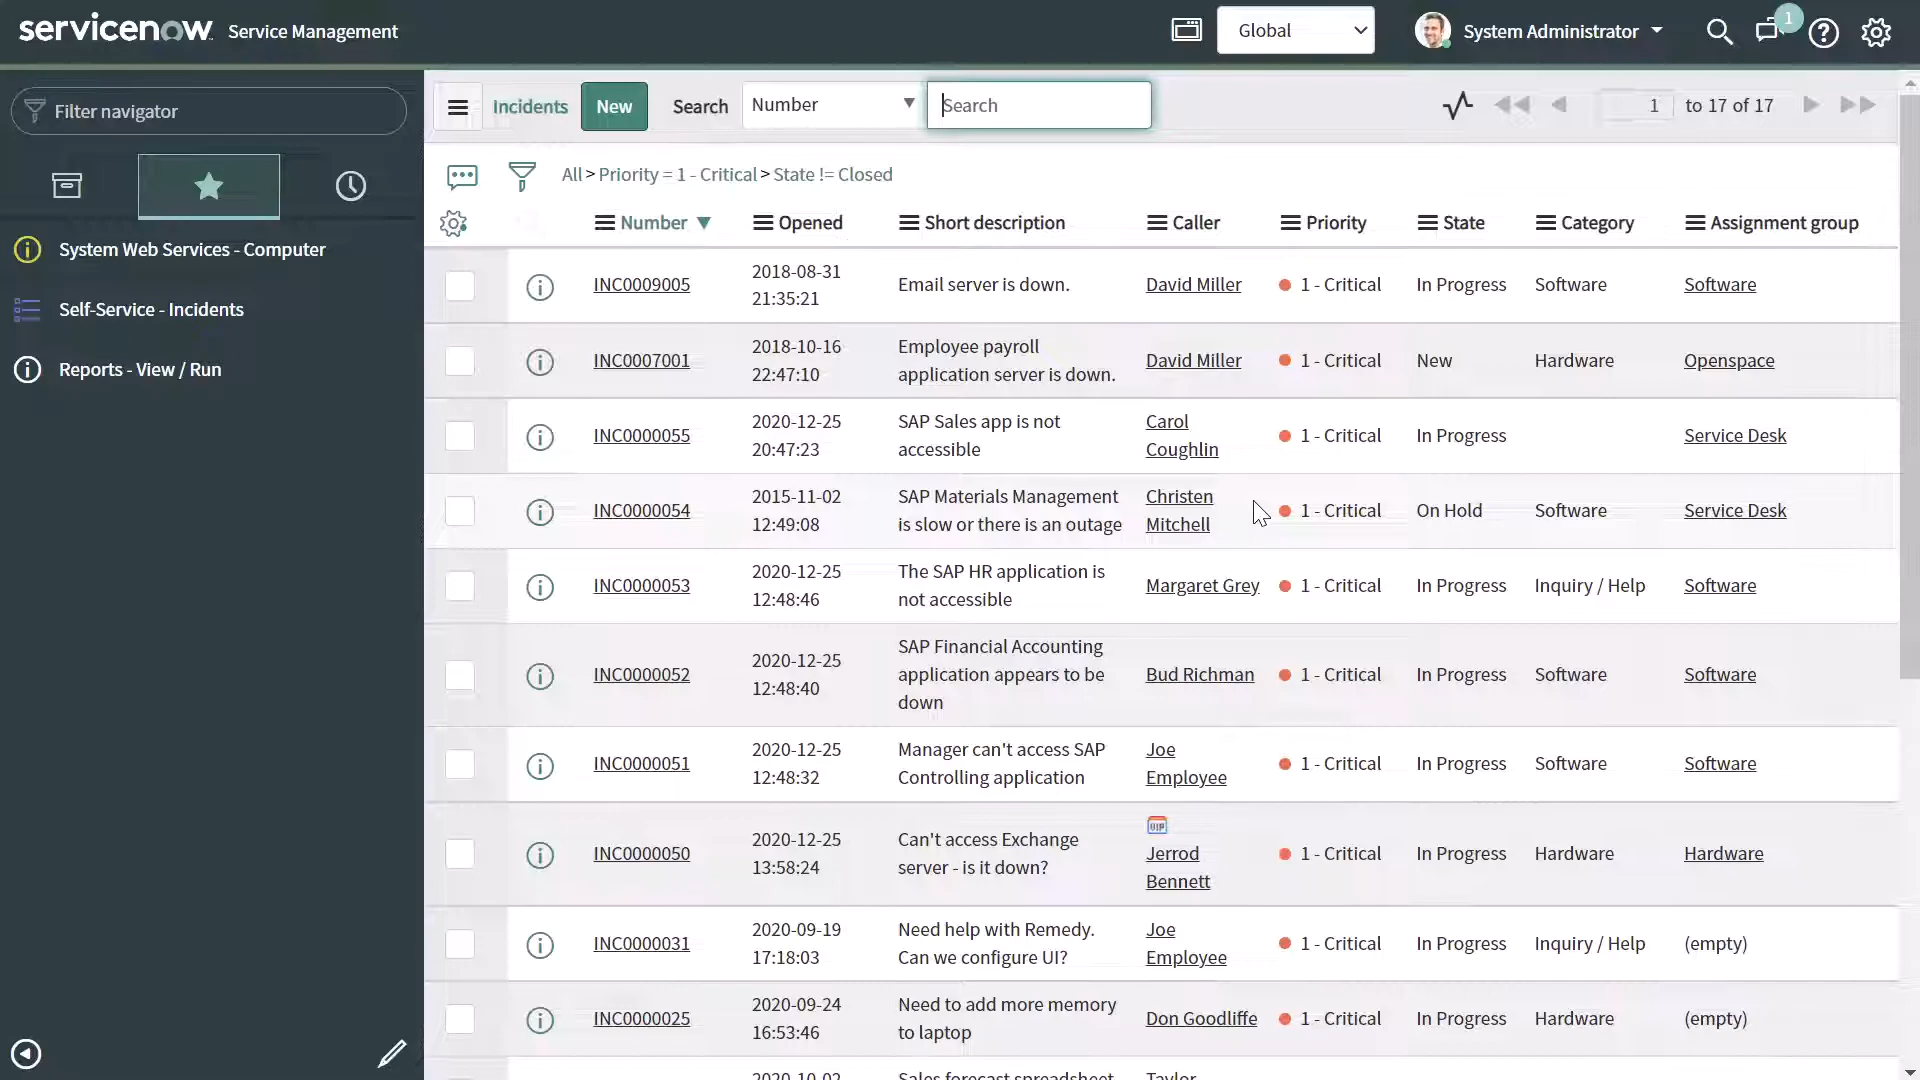 servicenow Service Management
Global
System Administrator
1
Filter navigator
System Web Services - Computer
Self-Service - Incidents
Reports - View / Run
Incidents New Search Number Search 1 to 17 of 17
All > Priority = 1 - Critical > State != Closed
Number Opened Short description Caller Priority State Category Assignment group
INC0009005 2018-08-31 21:35:21 Email server is down. David Miller 1 - Critical In Progress Software Software
INC0007001 2018-10-16 22:47:10 Employee payroll application server is down. David Miller 1 - Critical New Hardware Openspace
INC0000055 2020-12-25 20:47:23 SAP Sales app is not accessible Carol Coughlin 1 - Critical In Progress Service Desk
INC0000054 2015-11-02 12:49:08 SAP Materials Management is slow or there is an outage Christen Mitchell 1 - Critical On Hold Software Service Desk
INC0000053 2020-12-25 12:48:46 The SAP HR application is not accessible Margaret Grey 1 - Critical In Progress Inquiry / Help Software
INC0000052 2020-12-25 12:48:40 SAP Financial Accounting application appears to be down Bud Richman 1 - Critical In Progress Software Software
INC0000051 2020-12-25 12:48:32 Manager can't access SAP Controlling application Joe Employee 1 - Critical In Progress Software Software
INC0000050 2020-12-25 13:58:24 Can't access Exchange server - is it down? VIP Jerrod Bennett 1 - Critical In Progress Hardware Hardware
INC0000031 2020-09-19 17:18:03 Need help with Remedy. Can we configure UI? Joe Employee 1 - Critical In Progress Inquiry / Help (empty)
INC0000025 2020-09-24 16:53:46 Need to add more memory to laptop Don Goodliffe 1 - Critical In Progress Hardware (empty)
2020-10-02 Sales forecast spreadsheet Taylor